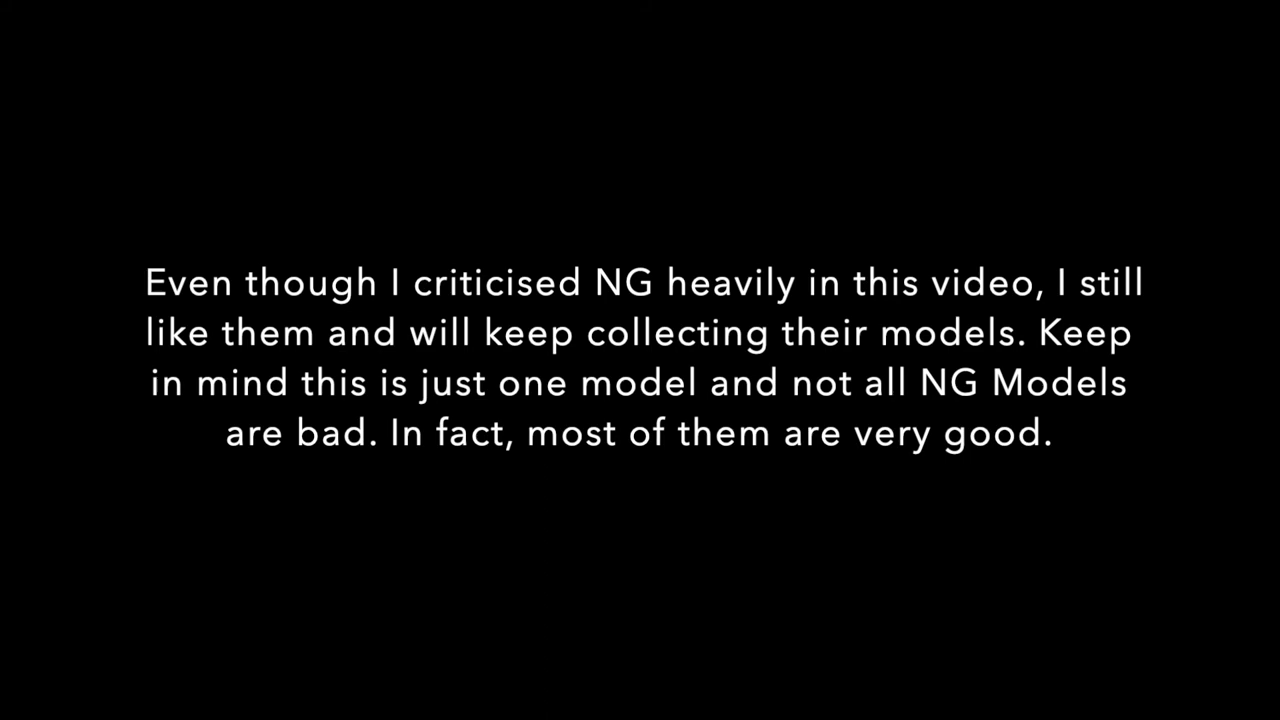 Even though I criticised NG heavily in this video, I still
like them and will keep collecting their models. Keep
in mind this is just one model and not all NG Models
are bad. In fact, most of them are very good.